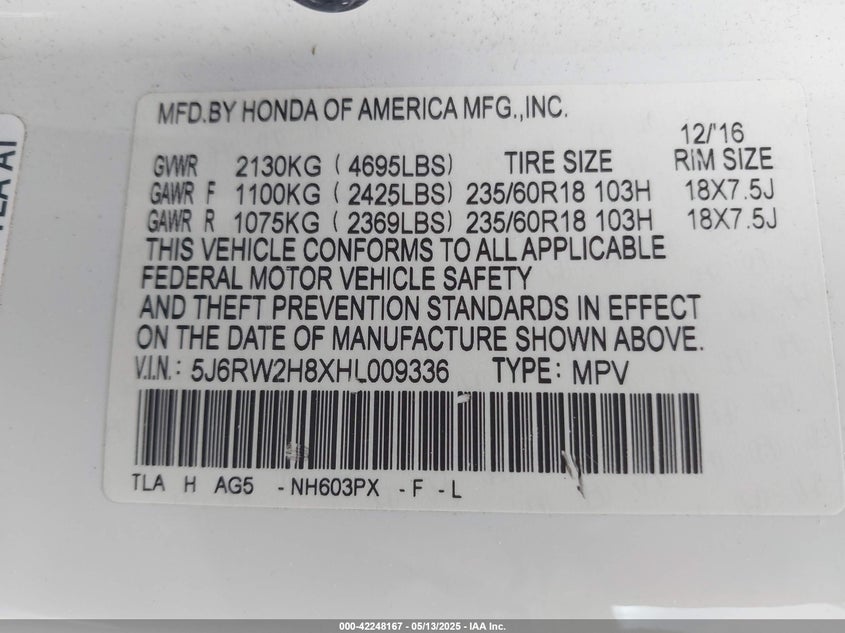 MFD.BY HONDA OF AMERICA MFG.,INC.
12/'16
GVWR 2130KG ( 4695LBS) TIRE SIZE RIM SIZE
GAWR F 1100KG ( 2425LBS) 235/60R18 103H 18X7.5J
GAWR R 1075KG ( 2369LBS) 235/60R18 103H 18X7.5J
THIS VEHICLE CONFORMS TO ALL APPLICABLE
FEDERAL MOTOR VEHICLE SAFETY
AND THEFT PREVENTION STANDARDS IN EFFECT
ON THE DATE OF MANUFACTURE SHOWN ABOVE.
V.I.N.: 5J6RW2H8XHL009336 TYPE: MPV
TLA H AG5 -NH603PX -F -L
000-42248167 - 05/13/2025 - IAA Inc.